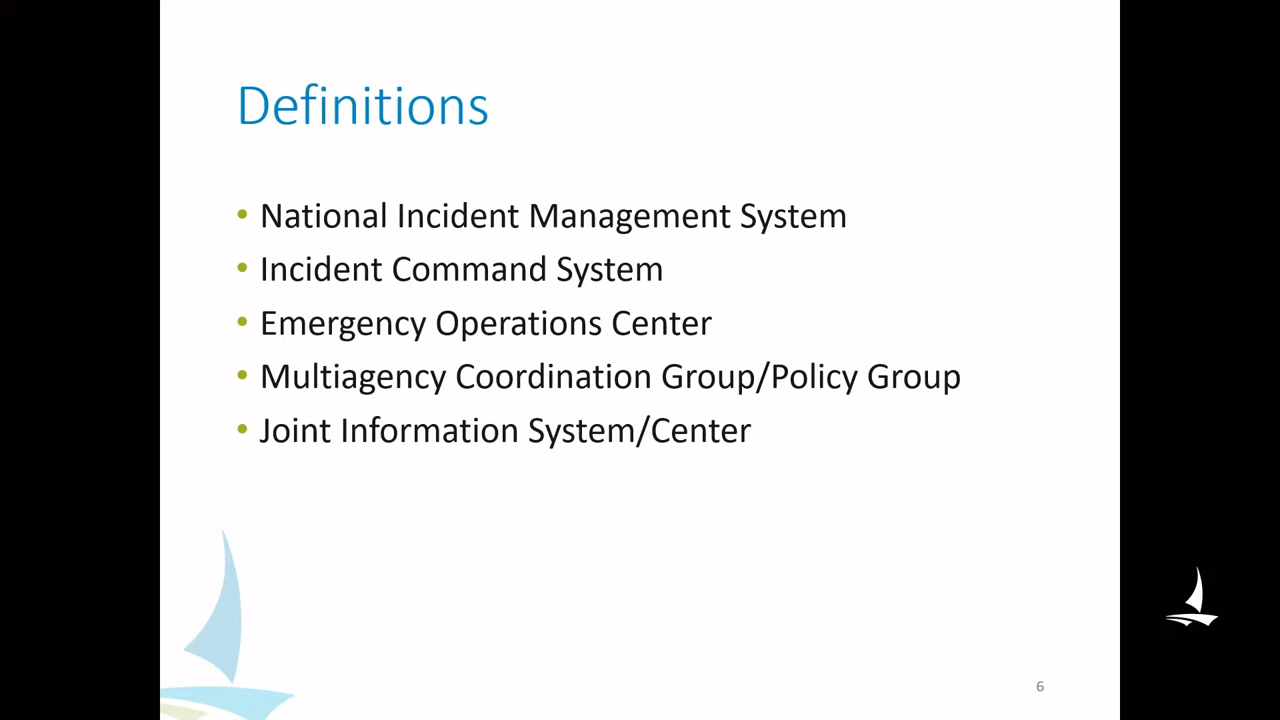 Definitions
• National Incident Management System
• Incident Command System
• Emergency Operations Center
• Multiagency Coordination Group/Policy Group
• Joint Information System/Center
6